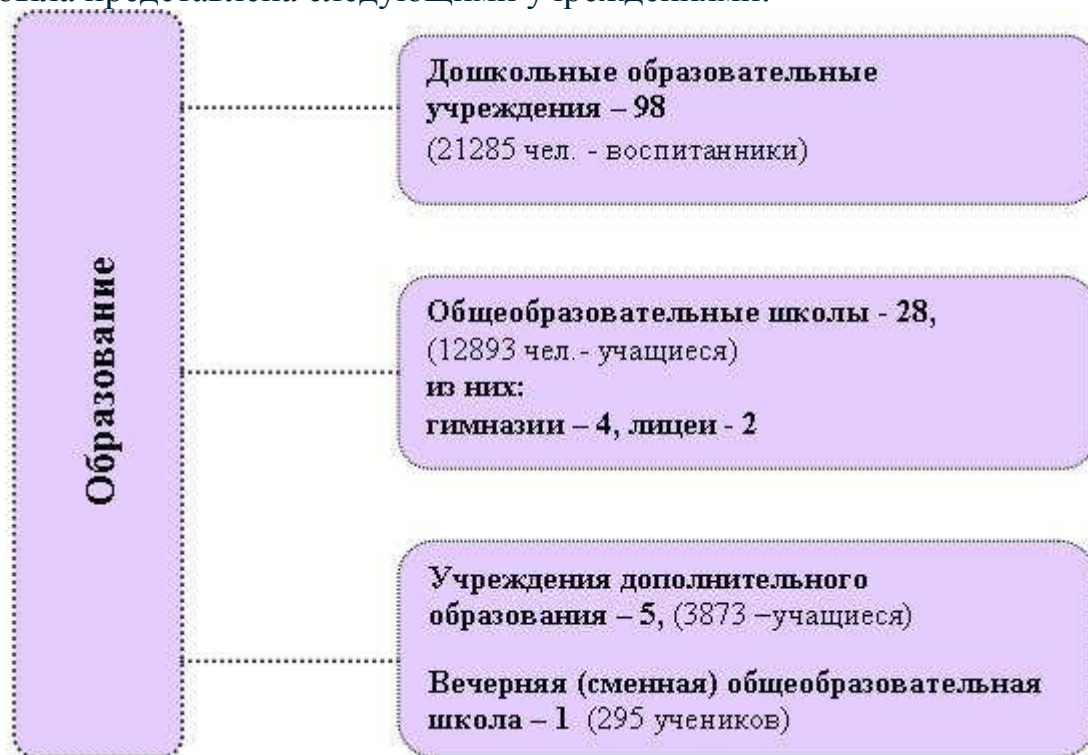 представлена следующими учреждениями:
Образование
Дошкольные образовательные
учреждения – 98
(21285 чел. - воспитанники)
Общеобразовательные школы - 28,
(12893 чел.- учащиеся)
из них:
гимназии – 4, лицеи - 2
Учреждения дополнительного
образования – 5, (3873 –учащиеся)
Вечерняя (сменная) общеобразовательная
школа – 1 (295 учеников)